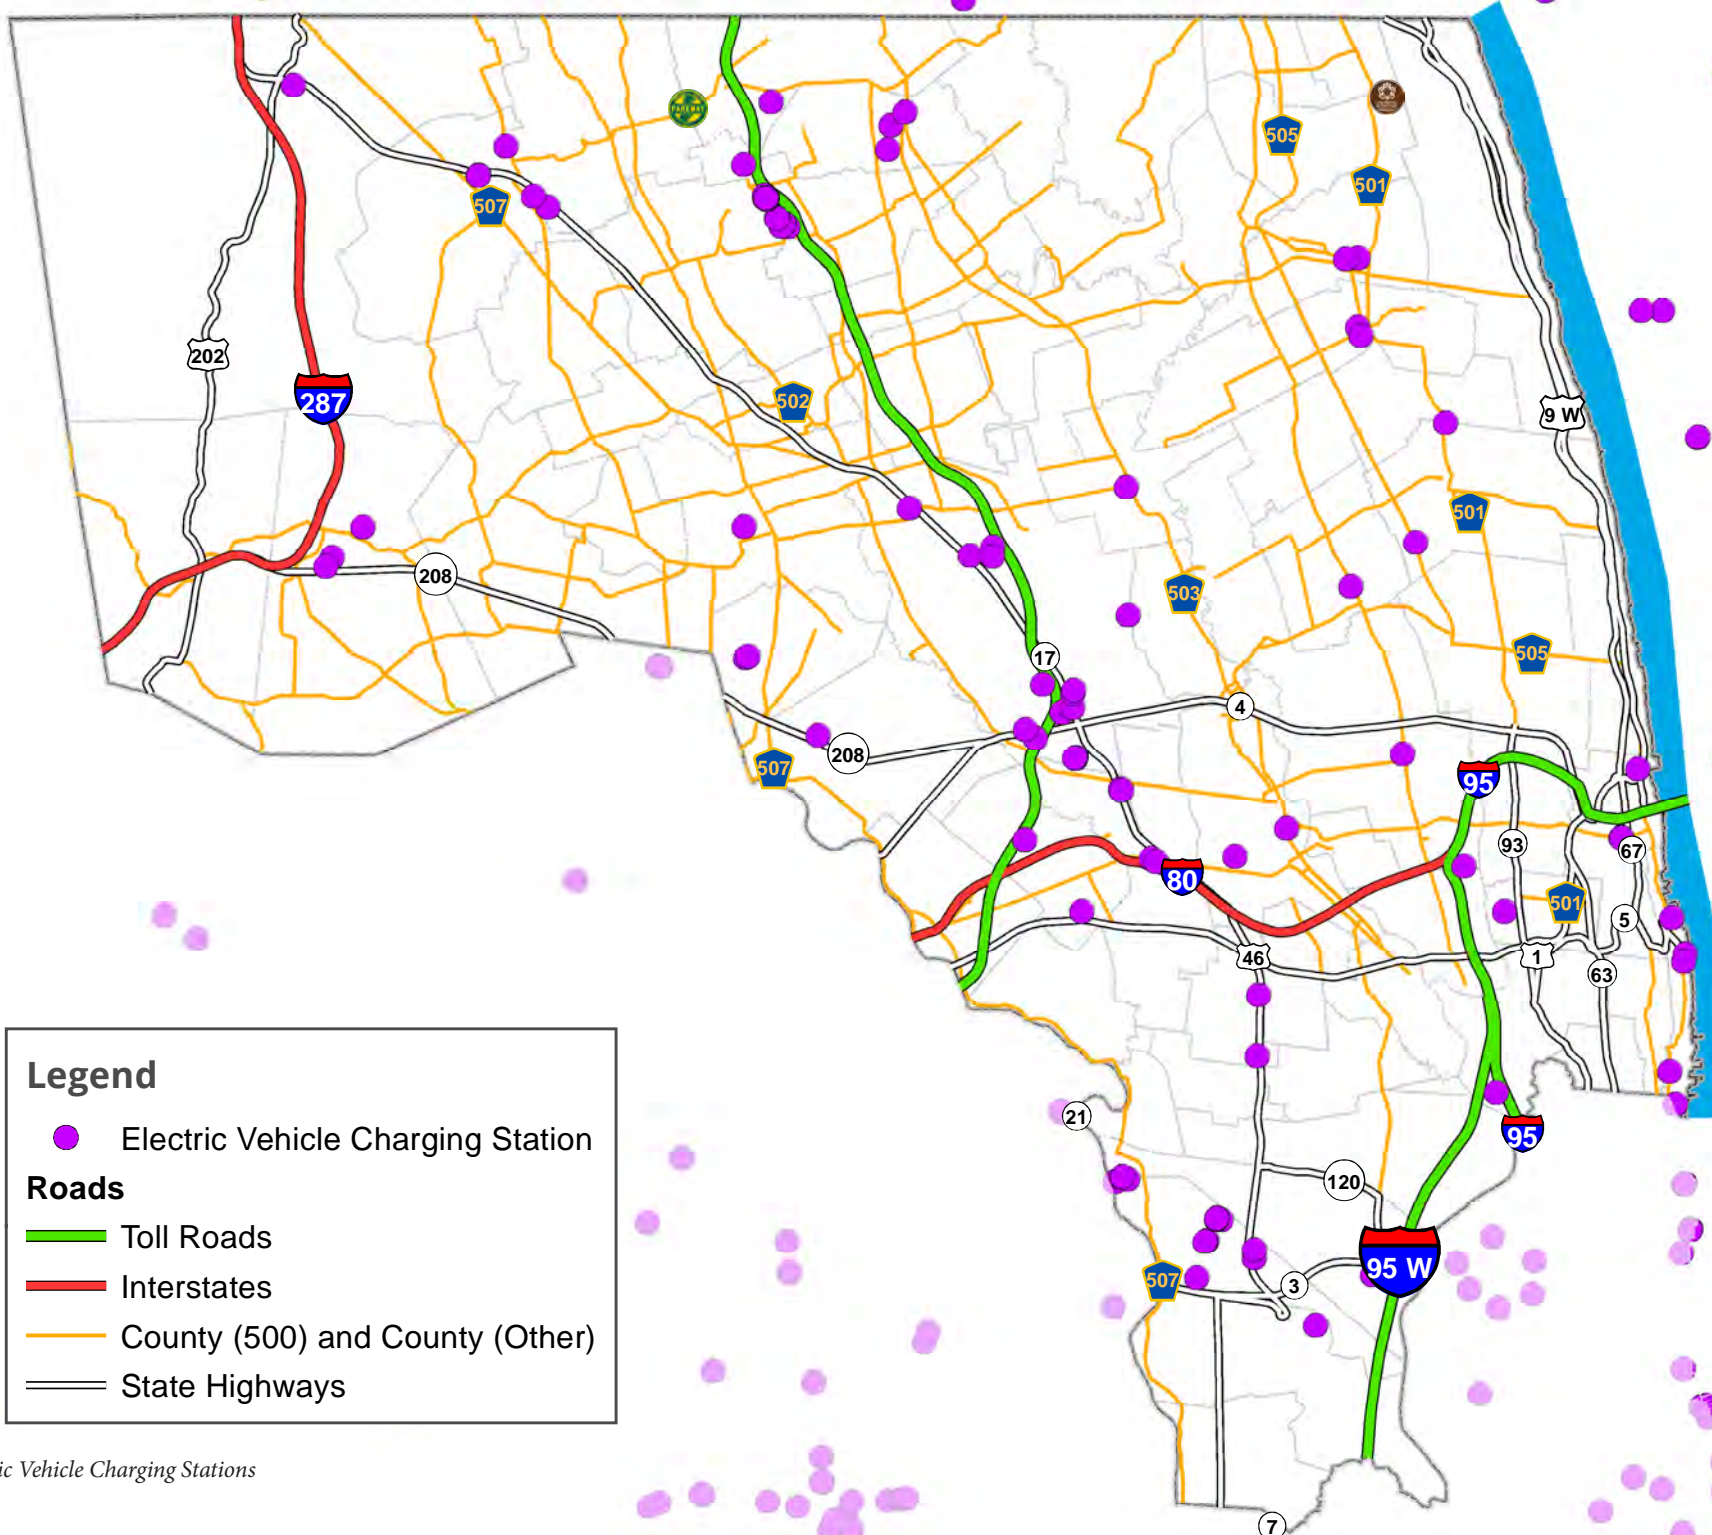 PARKWAY
505
501
507
202
287
502
9 W
501
208
503
505
17
4
208
507
95
93
67
80
501
5
46
1
63
Legend
Electric Vehicle Charging Station
Roads
Toll Roads
Interstates
County (500) and County (Other)
State Highways
21
95
120
95 W
507
3
ic Vehicle Charging Stations
7